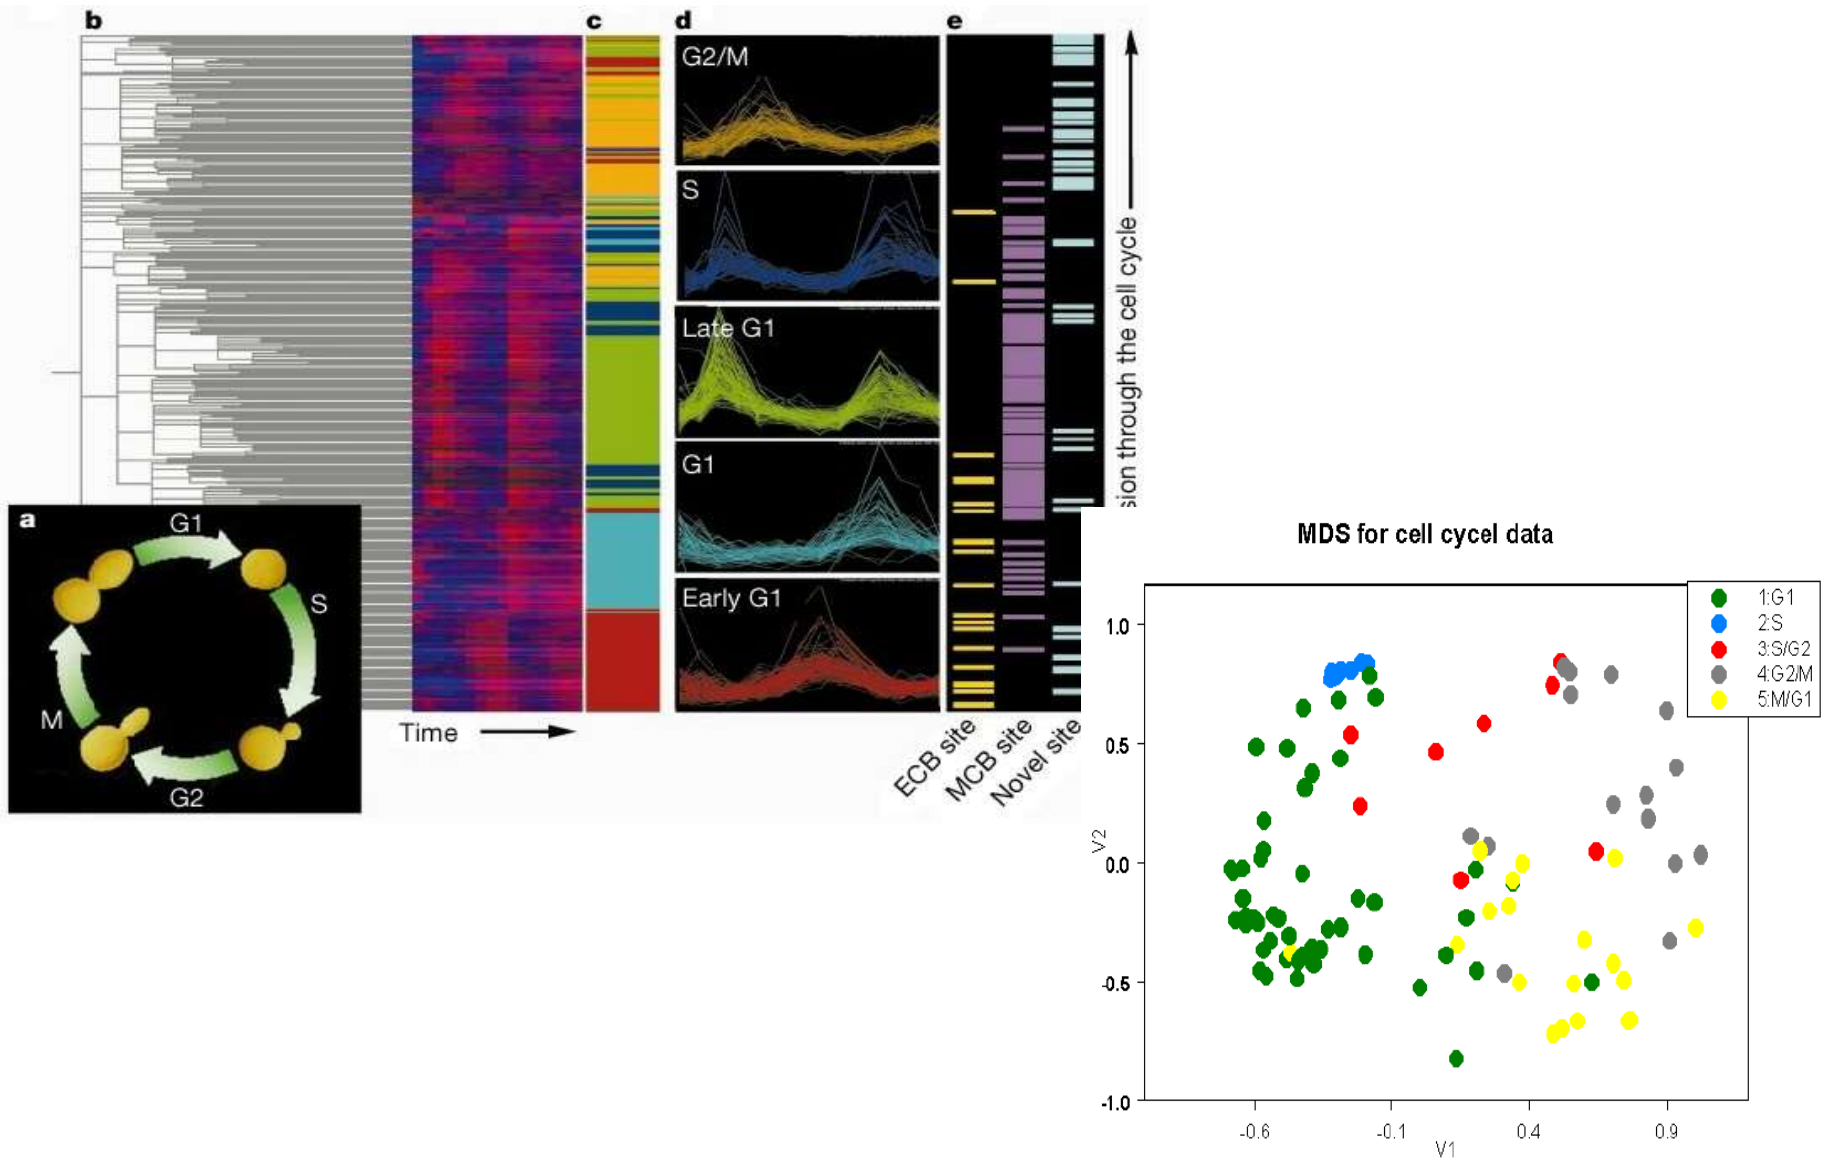 b
c
d
e
G2/M
S
Late G1
G1
Early G1
sion through the cell cycle
a
G1
S
G2
M
Time
ECB site
MCB site
Novel site
MDS for cell cycel data
1:G1
2:S
3:S/G2
4:G2/M
5:M/G1
V2
1.0
0.5
0.0
-0.5
-1.0
-0.6
-0.1
0.4
0.9
V1